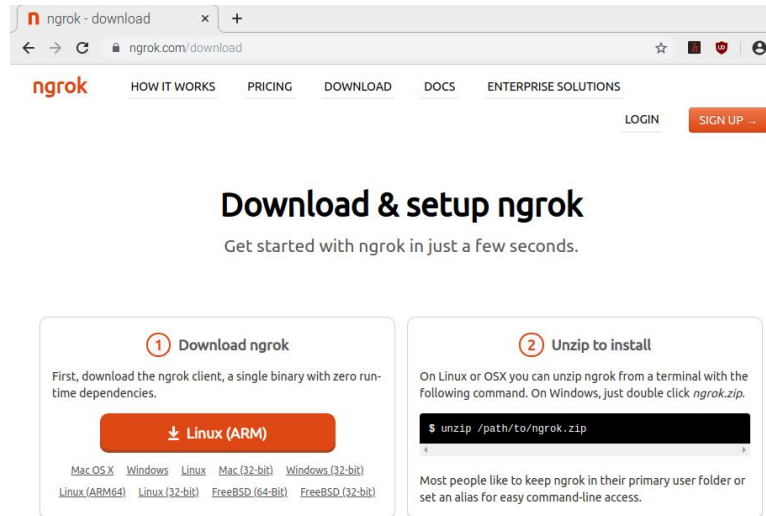 ngrok - download
ngrok.com/download
ngrok HOW IT WORKS PRICING DOWNLOAD DOCS ENTERPRISE SOLUTIONS
LOGIN SIGN UP →
Download & setup ngrok
Get started with ngrok in just a few seconds.
1 Download ngrok
First, download the ngrok client, a single binary with zero run-
time dependencies.
Linux (ARM)
Mac OS X Windows Linux Mac (32-bit) Windows (32-bit)
Linux (ARM64) Linux (32-bit) FreeBSD (64-Bit) FreeBSD (32-bit)
2 Unzip to install
On Linux or OSX you can unzip ngrok from a terminal with the
following command. On Windows, just double click ngrok.zip.
$ unzip /path/to/ngrok.zip
Most people like to keep ngrok in their primary user folder or
set an alias for easy command-line access.